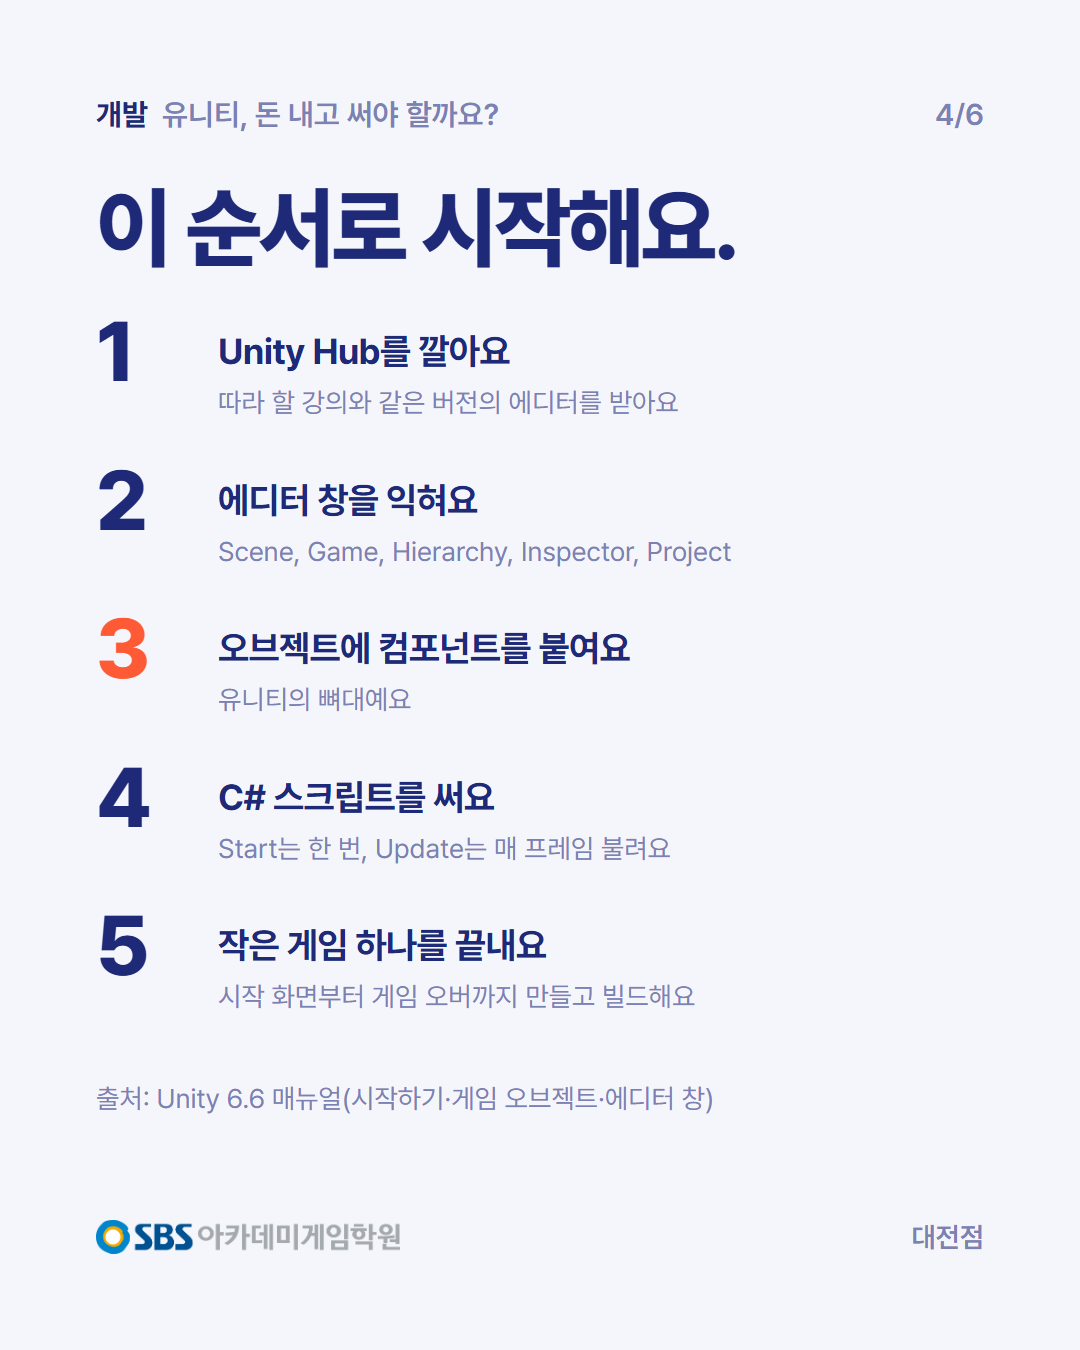 개발 유니티, 돈 내고 써야 할까요? 4/6
이 순서로 시작해요.
1 Unity Hub를 깔아요
따라 할 강의와 같은 버전의 에디터를 받아요
2 에디터 창을 익혀요
Scene, Game, Hierarchy, Inspector, Project
3 오브젝트에 컴포넌트를 붙여요
유니티의 뼈대예요
4 C# 스크립트를 써요
Start는 한 번, Update는 매 프레임 불려요
5 작은 게임 하나를 끝내요
시작 화면부터 게임 오버까지 만들고 빌드해요
출처: Unity 6.6 매뉴얼(시작하기·게임 오브젝트·에디터 창)
SBS 아카데미게임학원 대전점